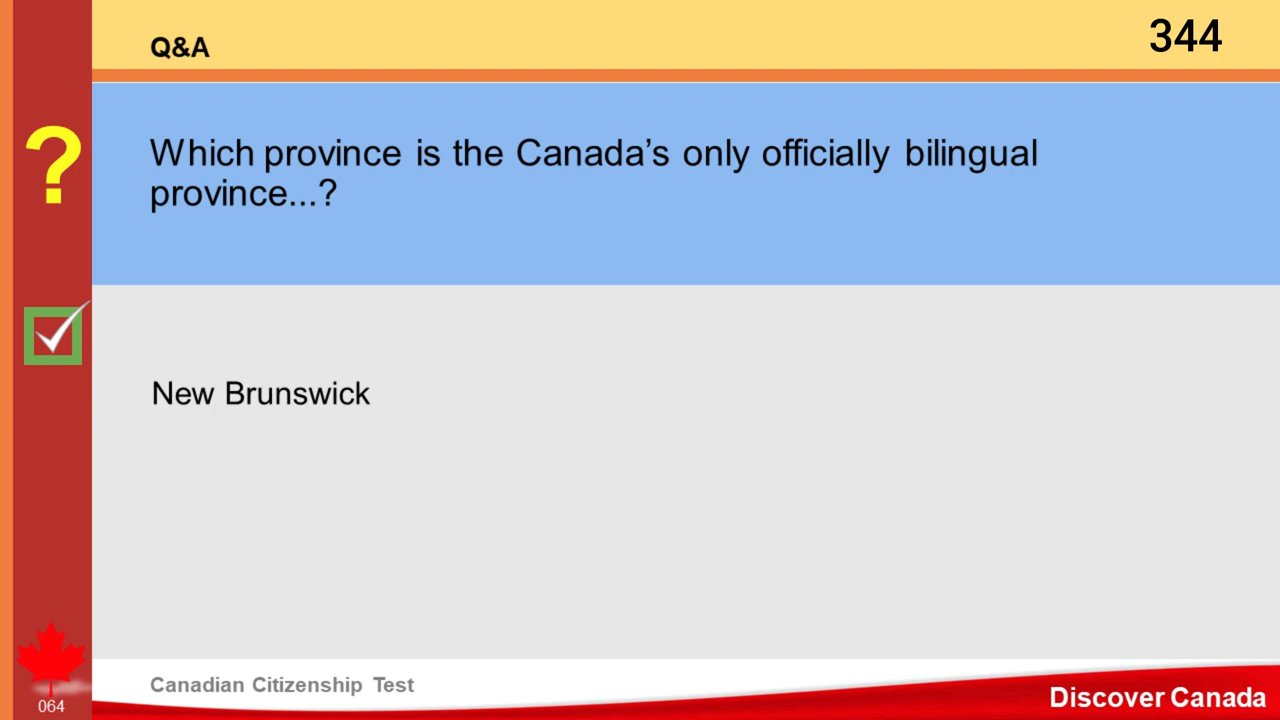 Q&A
344
?
Which province is the Canada’s only officially bilingual
province...?
New Brunswick
Canadian Citizenship Test
Discover Canada
064